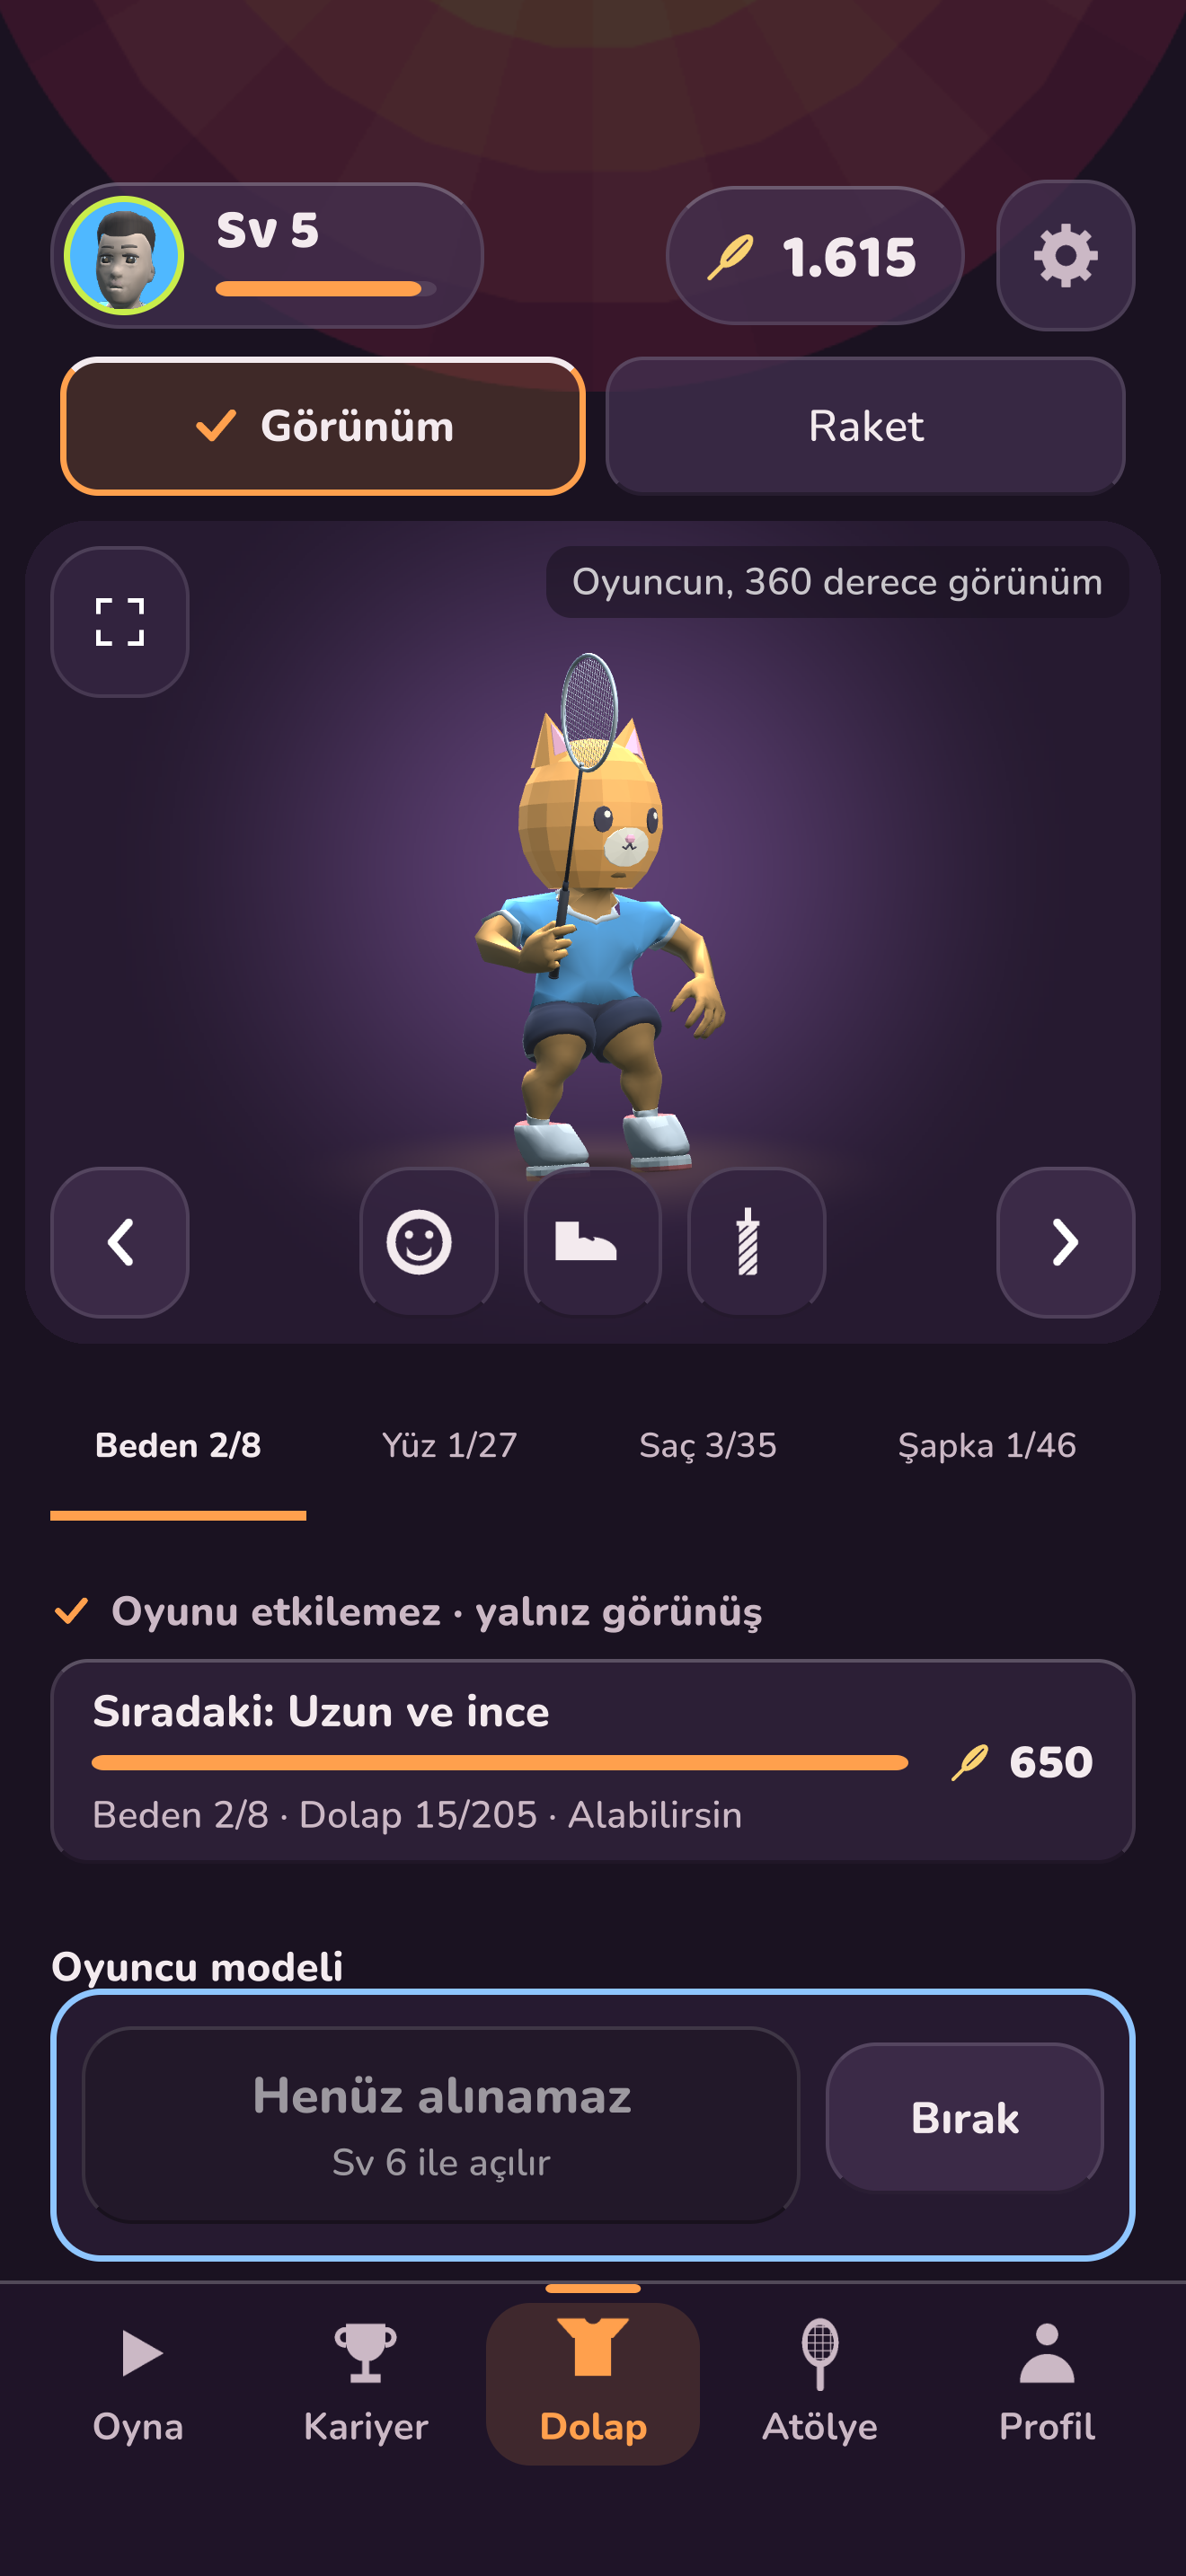 Sv 5
1.615
Görünüm
Raket
Oyuncun, 360 derece görünüm
Beden 2/8
Yüz 1/27
Saç 3/35
Şapka 1/46
Oyunu etkilemez · yalnız görünüş
Sıradaki: Uzun ve ince
650
Beden 2/8 · Dolap 15/205 · Alabilirsin
Oyuncu modeli
Henüz alınamaz
Sv 6 ile açılır
Bırak
Oyna
Kariyer
Dolap
Atölye
Profil